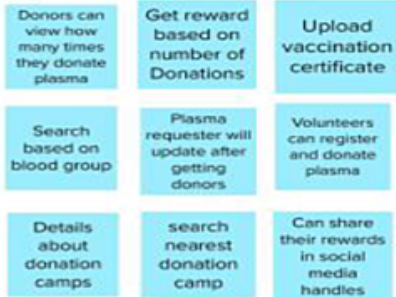 Donors can
view how
many times
they donate
plasma
Get reward
based on
number of
Donations
Upload
vaccination
certificate
Search
based on
blood group
Plasma
requester will
update after
getting
donors
Volunteers
can register
and donate
plasma
Details
about
donation
camps
search
nearest
donation
camp
Can share
their rewards
in social
media
handles